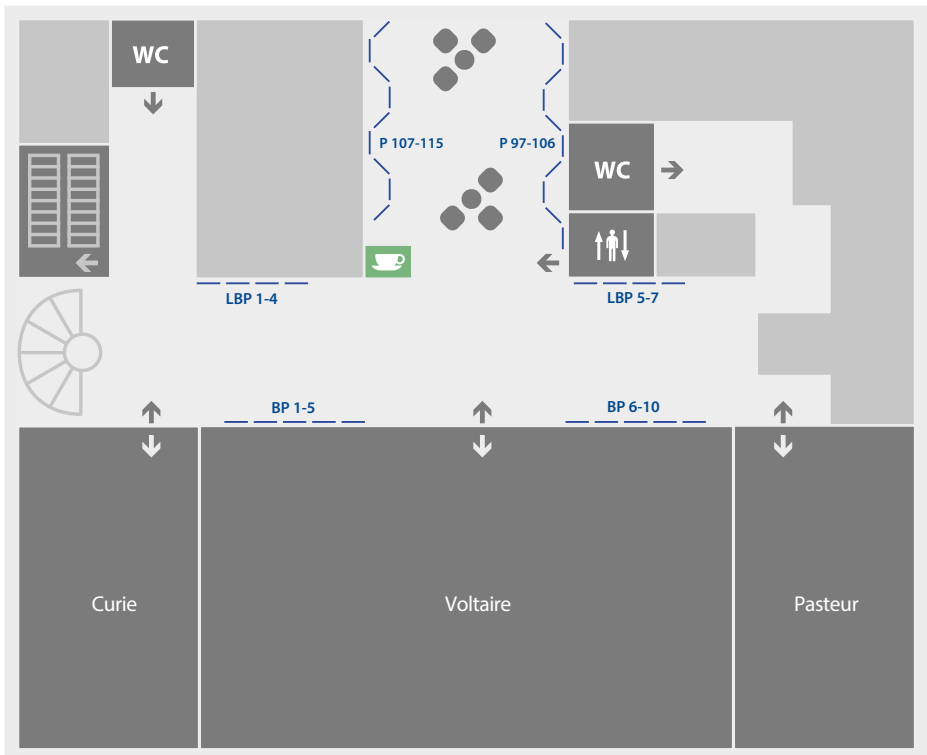 WC
P 107-115
P 97-106
WC
LBP 1-4
LBP 5-7
BP 1-5
BP 6-10
Curie
Voltaire
Pasteur